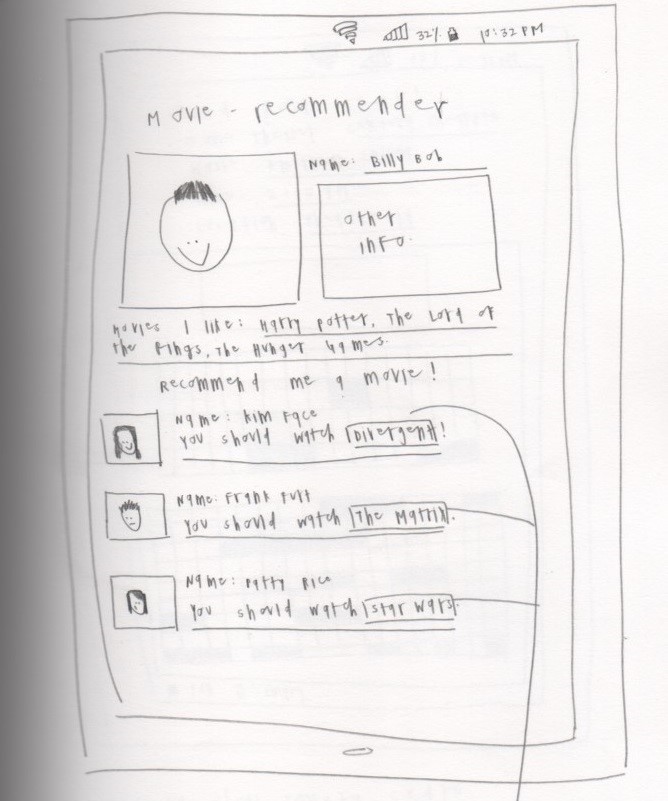 32% 10:32 PM
Movie - recommender
Name: Billy Bob
other
info.
Movies I like: Harry Potter, The Lord of
the Rings, The Hunger Games.
Recommend me a movie!
Name: Kim Face
You should watch Divergent!
Name: Frank
You should watch The Matrix.
Name: Patty Rice
You should watch Star Wars.